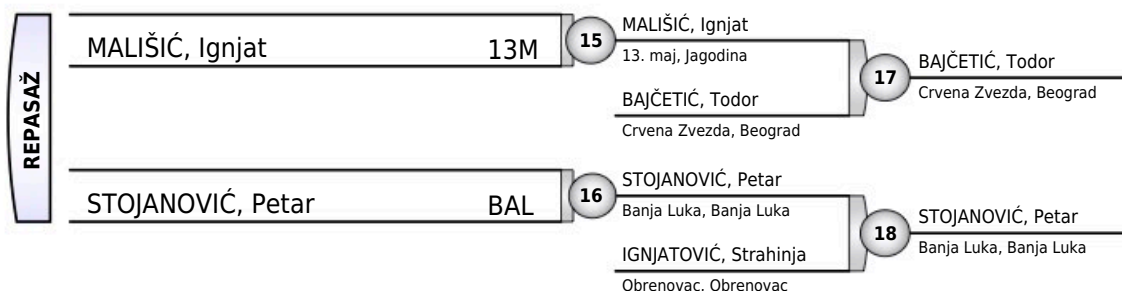 REPASAŽ
MALIŠIĆ, Ignjat 13M
15
MALIŠIĆ, Ignjat
13. maj, Jagodina
BAJČETIĆ, Todor
Crvena Zvezda, Beograd
17
BAJČETIĆ, Todor
Crvena Zvezda, Beograd
STOJANOVIĆ, Petar BAL
16
STOJANOVIĆ, Petar
Banja Luka, Banja Luka
IGNJATOVIĆ, Strahinja
Obrenovac, Obrenovac
18
STOJANOVIĆ, Petar
Banja Luka, Banja Luka